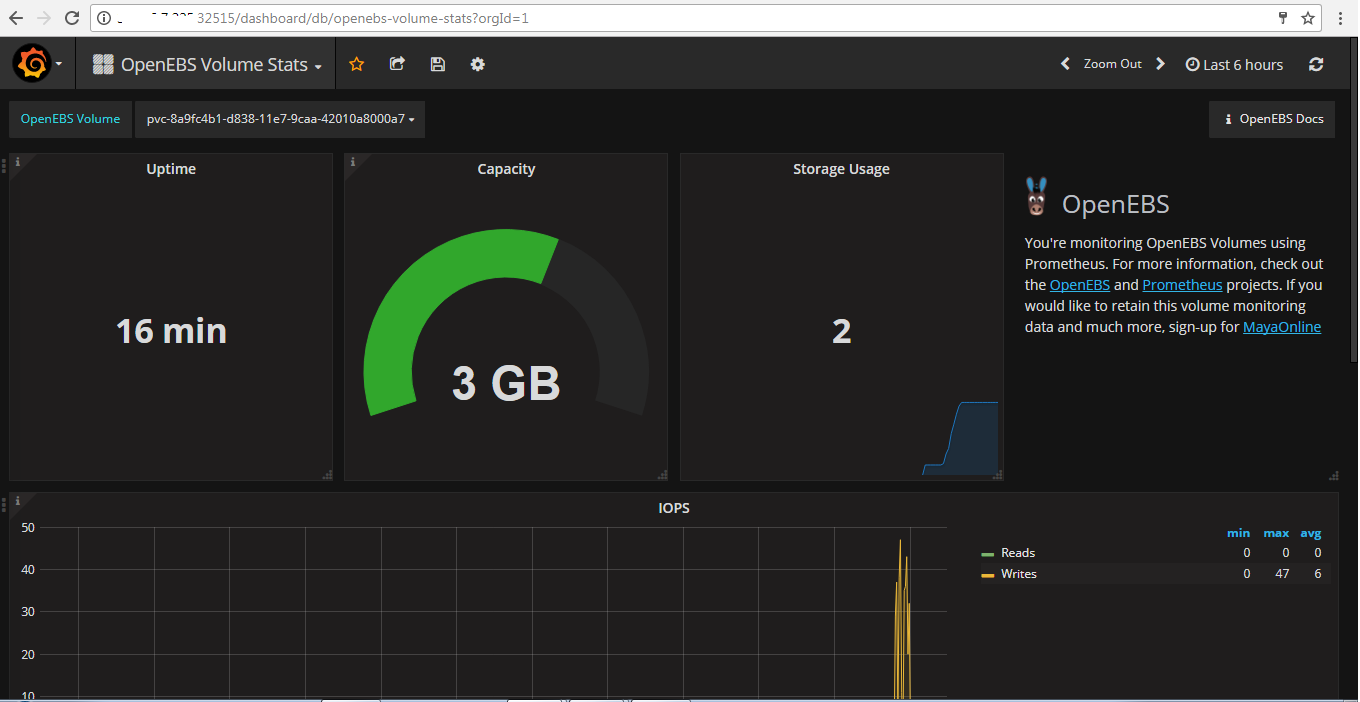 32515/dashboard/db/openebs-volume-stats?orgId=1
OpenEBS Volume Stats
Zoom Out
Last 6 hours
OpenEBS Volume
pvc-8a9fc4b1-d838-11e7-9caa-42010a8000a7
OpenEBS Docs
Uptime
16 min
Capacity
3 GB
Storage Usage
2
OpenEBS
You're monitoring OpenEBS Volumes using
Prometheus. For more information, check out
the OpenEBS and Prometheus projects. If you
would like to retain this volume monitoring
data and much more, sign-up for MayaOnline
IOPS
50
40
30
20
10
min max avg
Reads 0 0 0
Writes 0 47 6